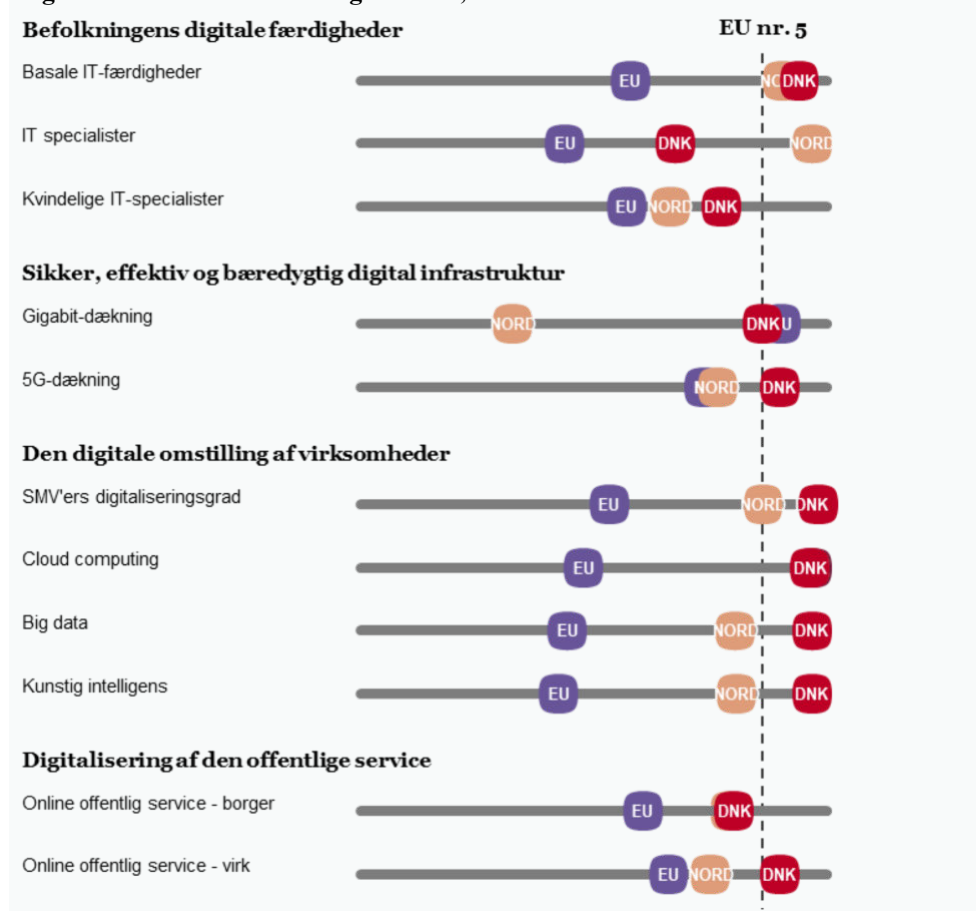 Befolkningens digitale færdigheder
EU nr. 5
Basale IT-færdigheder
EU
DNK
IT specialister
EU
DNK
NORD
Kvindelige IT-specialister
EU
NORD
DNK
Sikker, effektiv og bæredygtig digital infrastruktur
Gigabit-dækning
NORD
DNK
U
5G-dækning
NORD
DNK
Den digitale omstilling af virksomheder
SMV'ers digitaliseringsgrad
EU
NORD
DNK
Cloud computing
EU
DNK
Big data
EU
NORD
DNK
Kunstig intelligens
EU
NORD
DNK
Digitalisering af den offentlige service
Online offentlig service - borger
EU
DNK
Online offentlig service - virk
EU
NORD
DNK